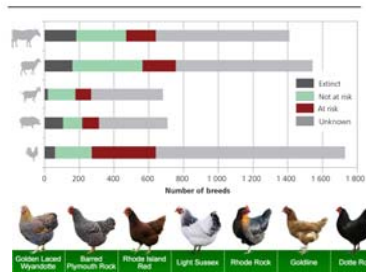 Extinct
Not at risk
At risk
Unknown
0 200 400 600 800 1 000 1 200 1 400 1 600 1 800
Number of breeds
Golden Laced
Wyandotte
Barred
Plymouth Rock
Rhode Island
Red
Light Sussex
Rhode Rock
Goldline
Dotte Ro